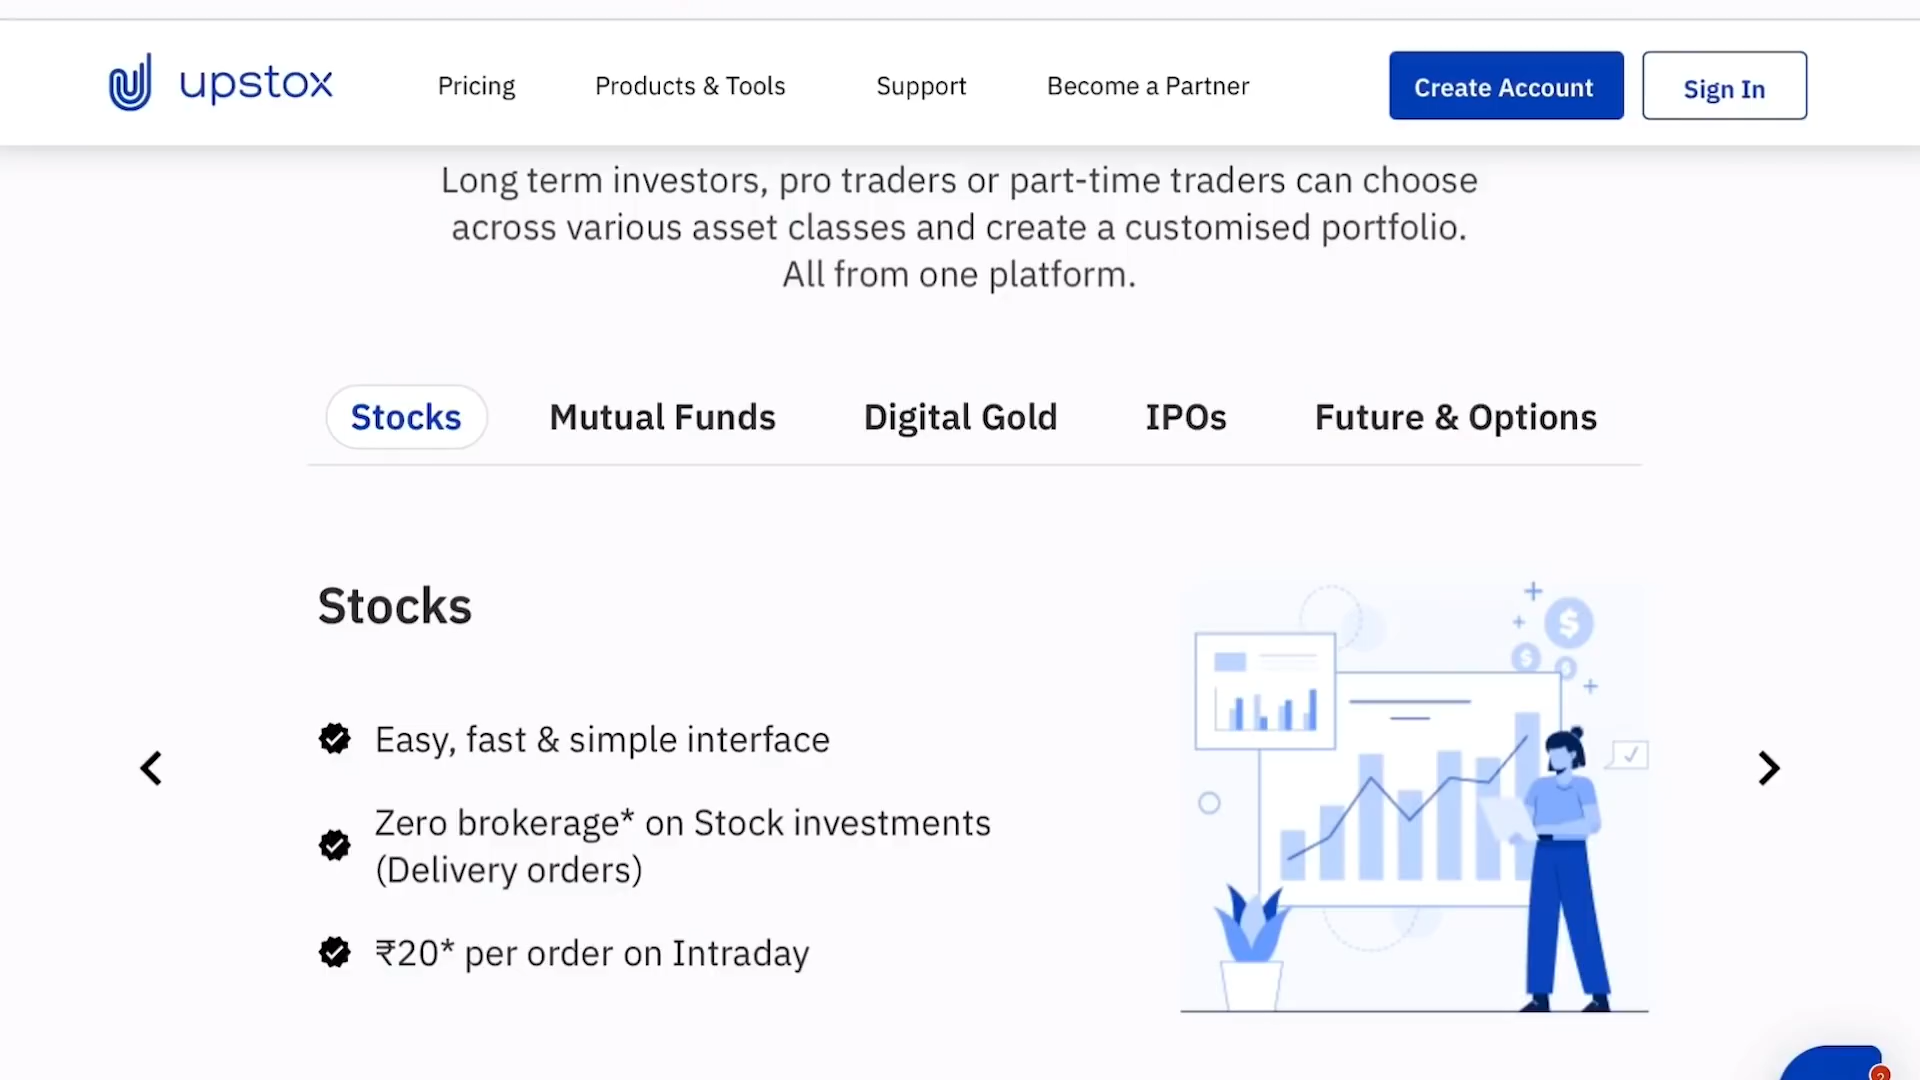 upstox
Pricing
Products & Tools
Support
Become a Partner
Create Account
Sign In
Long term investors, pro traders or part-time traders can choose
across various asset classes and create a customised portfolio.
All from one platform.
Stocks
Mutual Funds
Digital Gold
IPOs
Future & Options
Stocks
Easy, fast & simple interface
Zero brokerage* on Stock investments
(Delivery orders)
₹20* per order on Intraday
$
$